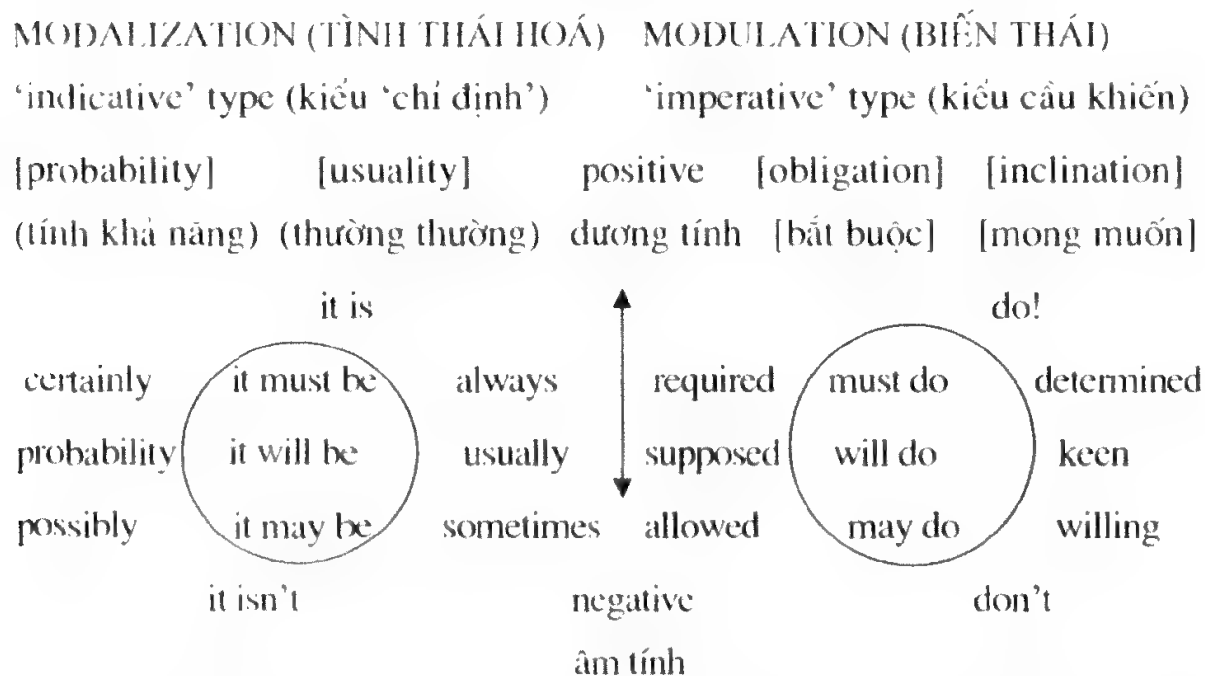 MODALIZATION (TÌNH THÁI HOÁ) MODULATION (BIẾN THÁI)
‘indicative’ type (kiểu ‘chỉ định’) ‘imperative’ type (kiểu cầu khiến)
[probability] [usuality] positive [obligation] [inclination]
(tính khả năng) (thường thường) dương tính [bắt buộc] [mong muốn]
it is do!
certainly it must be always required must do determined
probability it will be usually supposed will do keen
possibly it may be sometimes allowed may do willing
it isn’t negative don’t
âm tính